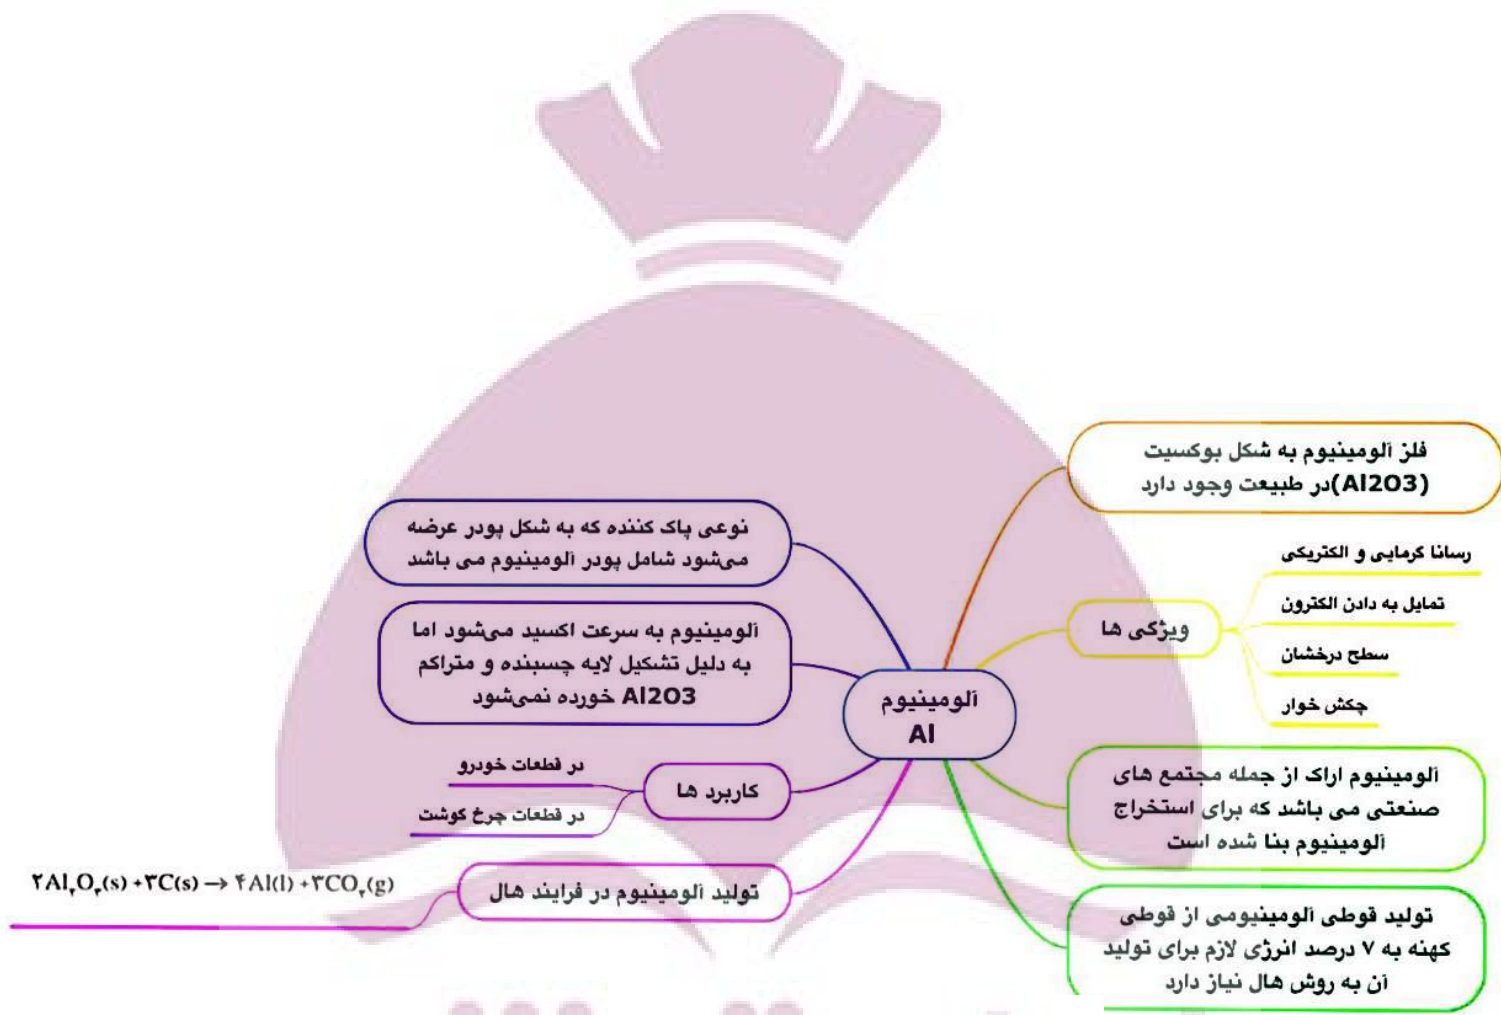 آلومینیوم
Al
فلز آلومینیوم به شکل بوکسیت
(Al2O3)در طبیعت وجود دارد
ویژگی ها
رسانا گرمایی و الکتریکی
تمایل به دادن الکترون
سطح درخشان
چکش خوار
آلومینیوم اراک از جمله مجتمع های
صنعتی می باشد که برای استخراج
آلومینیوم بنا شده است
تولید قوطی آلومینیومی از قوطی
کهنه به ۷ درصد انرژی لازم برای تولید
آن به روش هال نیاز دارد
نوعی پاک کننده که به شکل پودر عرضه
می‌شود شامل پودر آلومینیوم می باشد
آلومینیوم به سرعت اکسید می‌شود اما
به دلیل تشکیل لایه چسبنده و متراکم
Al2O3 خورده نمی‌شود
کاربرد ها
در قطعات خودرو
در قطعات چرخ گوشت
تولید آلومینیوم در فرایند هال
۲Al₂O₃(s) +۳C(s) → ۴Al(l) +۳CO₂(g)